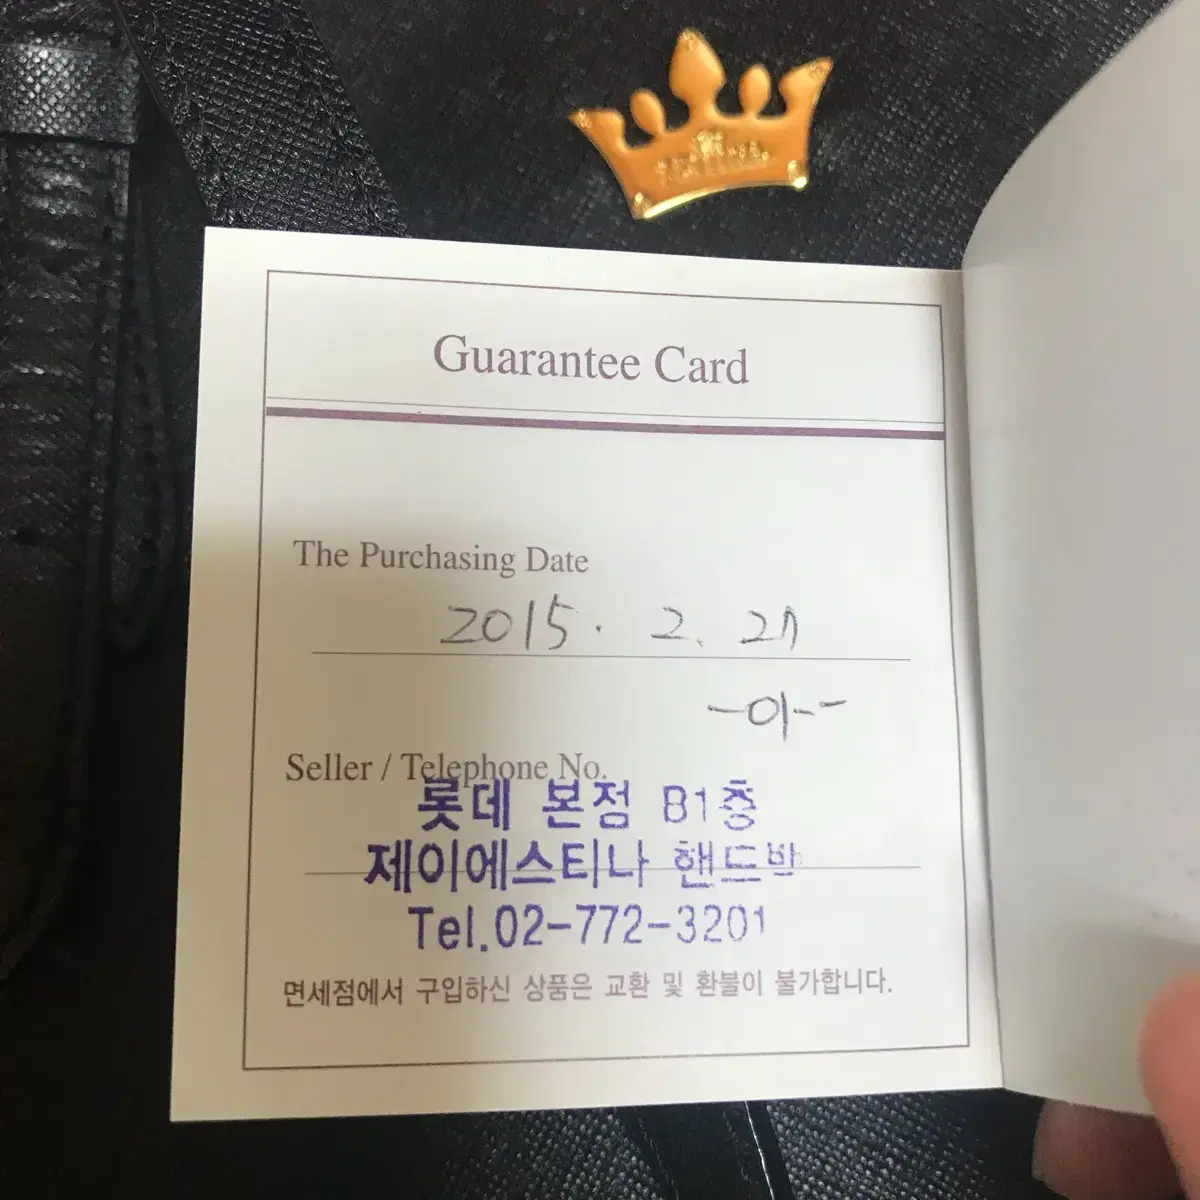 Guarantee Card
The Purchasing Date
2015. 2. 27
Seller / Telephone No.
롯데 본점 B1층
제이에스티나 핸드반
Tel.02-772-3201
면세점에서 구입하신 상품은 교환 및 환불이 불가합니다.